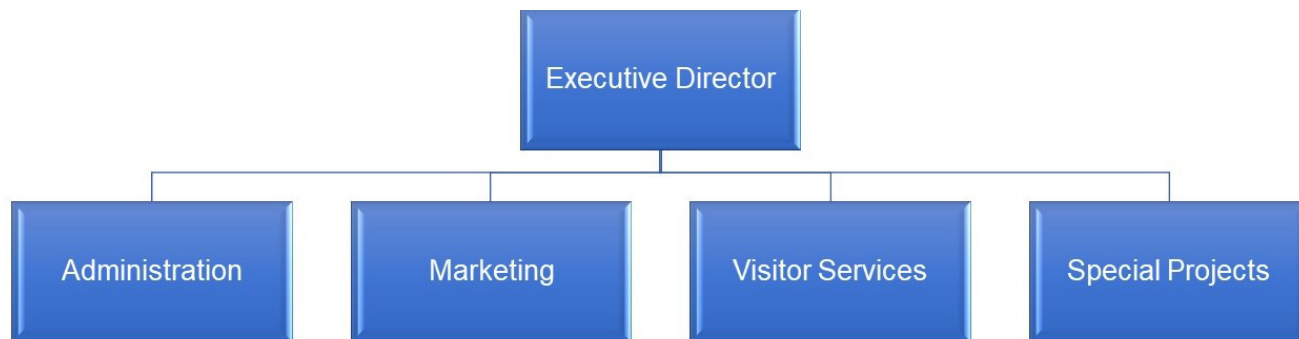 Executive Director
Administration
Marketing
Visitor Services
Special Projects